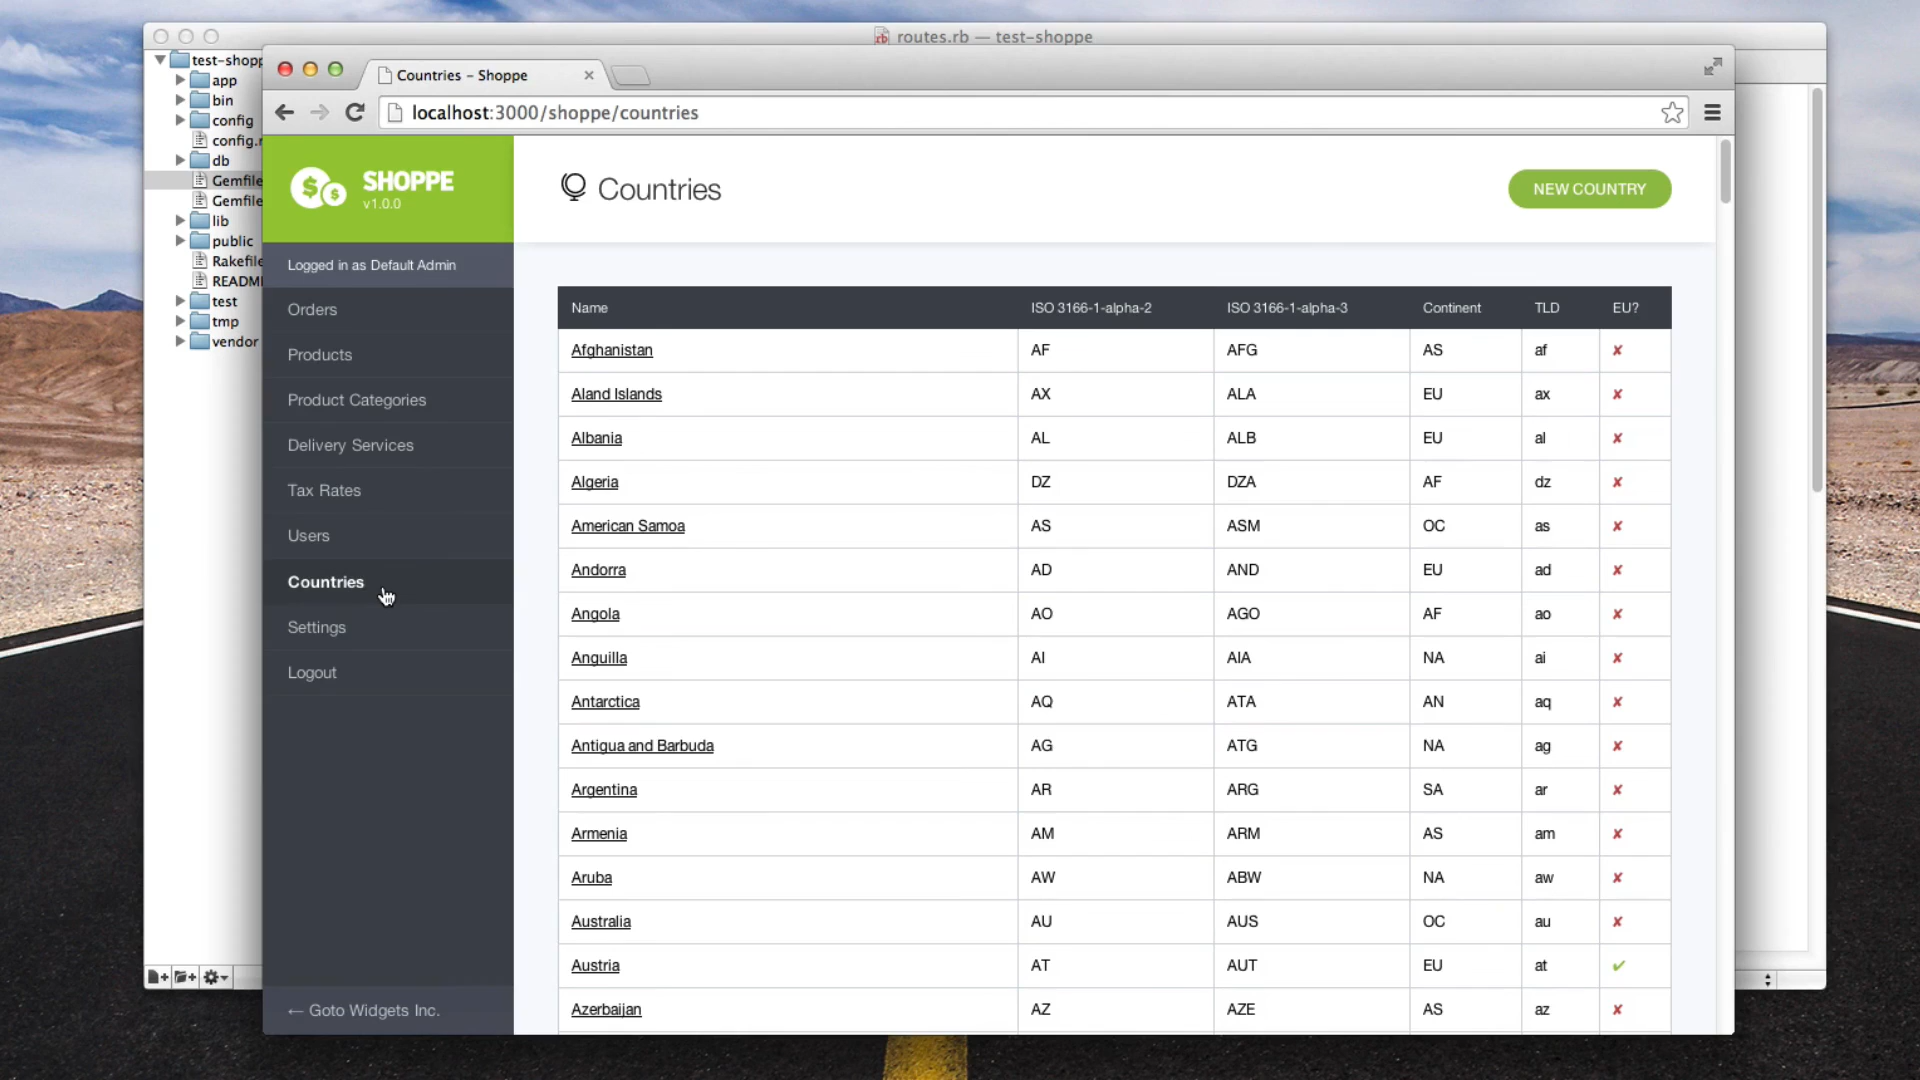 routes.rb — test-shoppe
test-shopp
app
bin
config
config.r
db
Gemfile
Gemfile
lib
public
Rakefile
READM
test
tmp
vendor
Countries – Shoppe
localhost:3000/shoppe/countries
SHOPPE
v1.0.0
Logged in as Default Admin
Orders
Products
Product Categories
Delivery Services
Tax Rates
Users
Countries
Settings
Logout
← Goto Widgets Inc.
Countries
NEW COUNTRY
Name ISO 3166-1-alpha-2 ISO 3166-1-alpha-3 Continent TLD EU?
Afghanistan AF AFG AS af ✘
Aland Islands AX ALA EU ax ✘
Albania AL ALB EU al ✘
Algeria DZ DZA AF dz ✘
American Samoa AS ASM OC as ✘
Andorra AD AND EU ad ✘
Angola AO AGO AF ao ✘
Anguilla AI AIA NA ai ✘
Antarctica AQ ATA AN aq ✘
Antigua and Barbuda AG ATG NA ag ✘
Argentina AR ARG SA ar ✘
Armenia AM ARM AS am ✘
Aruba AW ABW NA aw ✘
Australia AU AUS OC au ✘
Austria AT AUT EU at ✔
Azerbaijan AZ AZE AS az ✘